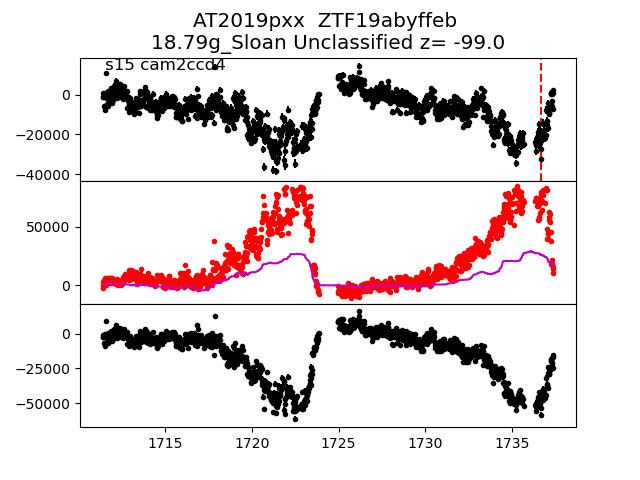 AT2019pxx ZTF19abyffeb
18.79g_Sloan Unclassified z= -99.0
s15 cam2ccd4
0
−20000
−40000
50000
0
0
−25000
−50000
1715 1720 1725 1730 1735